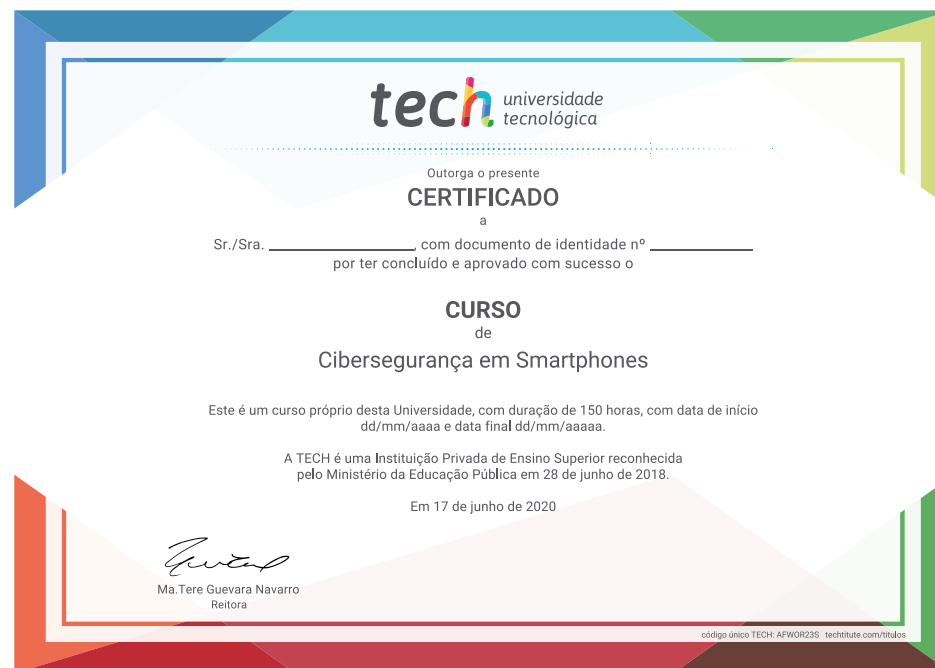 tech universidade
tecnológica
Outorga o presente
CERTIFICADO
a
Sr./Sra. ____________________, com documento de identidade nº ______________
por ter concluído e aprovado com sucesso o
CURSO
de
Cibersegurança em Smartphones
Este é um curso próprio desta Universidade, com duração de 150 horas, com data de início
dd/mm/aaaa e data final dd/mm/aaaaa.
A TECH é uma Instituição Privada de Ensino Superior reconhecida
pelo Ministério da Educação Pública em 28 de junho de 2018.
Em 17 de junho de 2020
Ma.Tere Guevara Navarro
Reitora
código único TECH: AFWOR23S techtitute.com/titulos